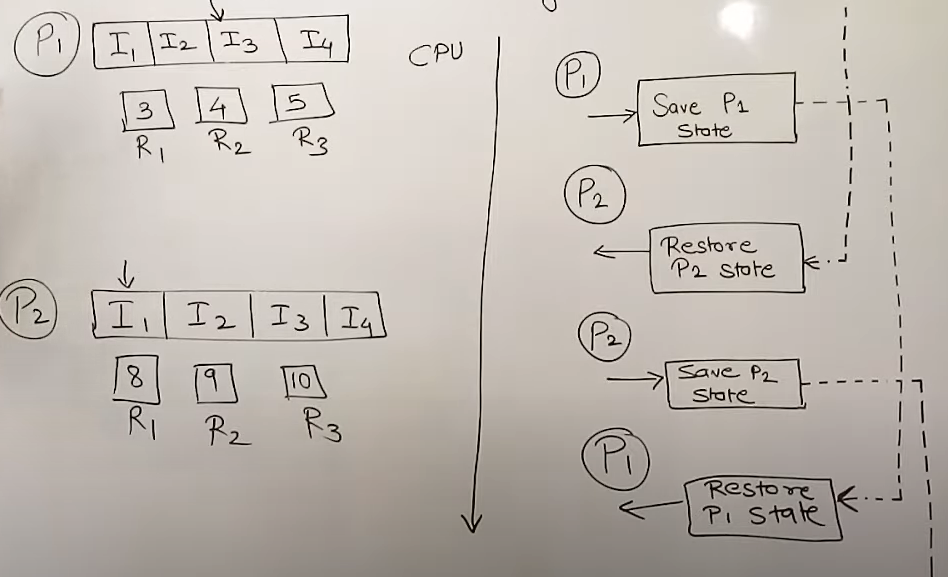 P1 I1 I2 I3 I4
3 4 5
R1 R2 R3
P2 I1 I2 I3 I4
8 9 10
R1 R2 R3
CPU
P1
Save P1
State
P2
Restore
P2 State
P2
Save P2
State
P1
Restore
P1 State